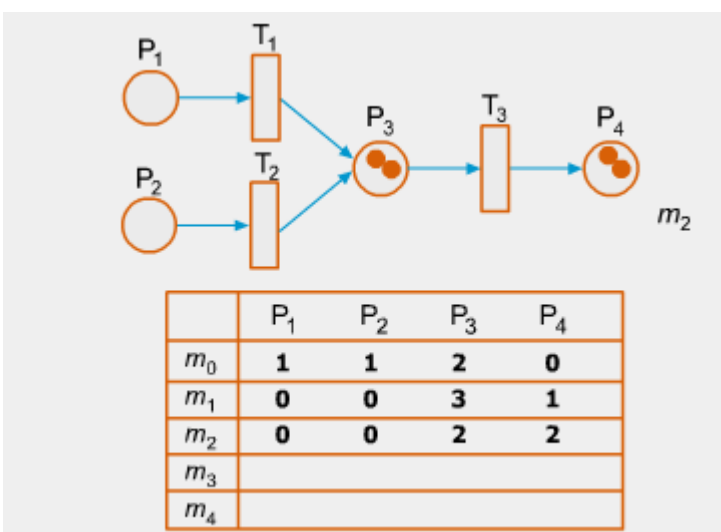 T₁
P₁
T₃
P₃
P₄
T₂
P₂
m₂
P₁ P₂ P₃ P₄
m₀ 1 1 2 0
m₁ 0 0 3 1
m₂ 0 0 2 2
m₃
m₄